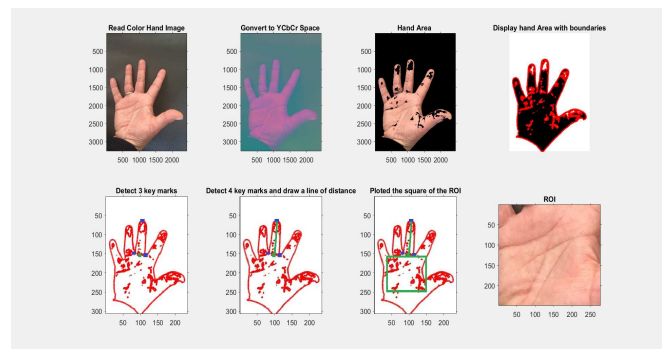 Read Color Hand Image
Gonvert to YCbCr Space
Hand Area
Display hand Area with boundaries
500
1000
1500
2000
2500
3000
500 1000 1500 2000
500
1000
1500
2000
2500
3000
500 1000 1500 2000
500
1000
1500
2000
2500
3000
500 1000 1500 2000
Detect 3 key marks
Detect 4 key marks and draw a line of distance
Ploted the square of the ROI
ROI
50
100
150
200
250
300
50 100 150 200
50
100
150
200
250
300
50 100 150 200
50
100
150
200
250
300
50 100 150 200
50
100
150
200
50 100 150 200 250